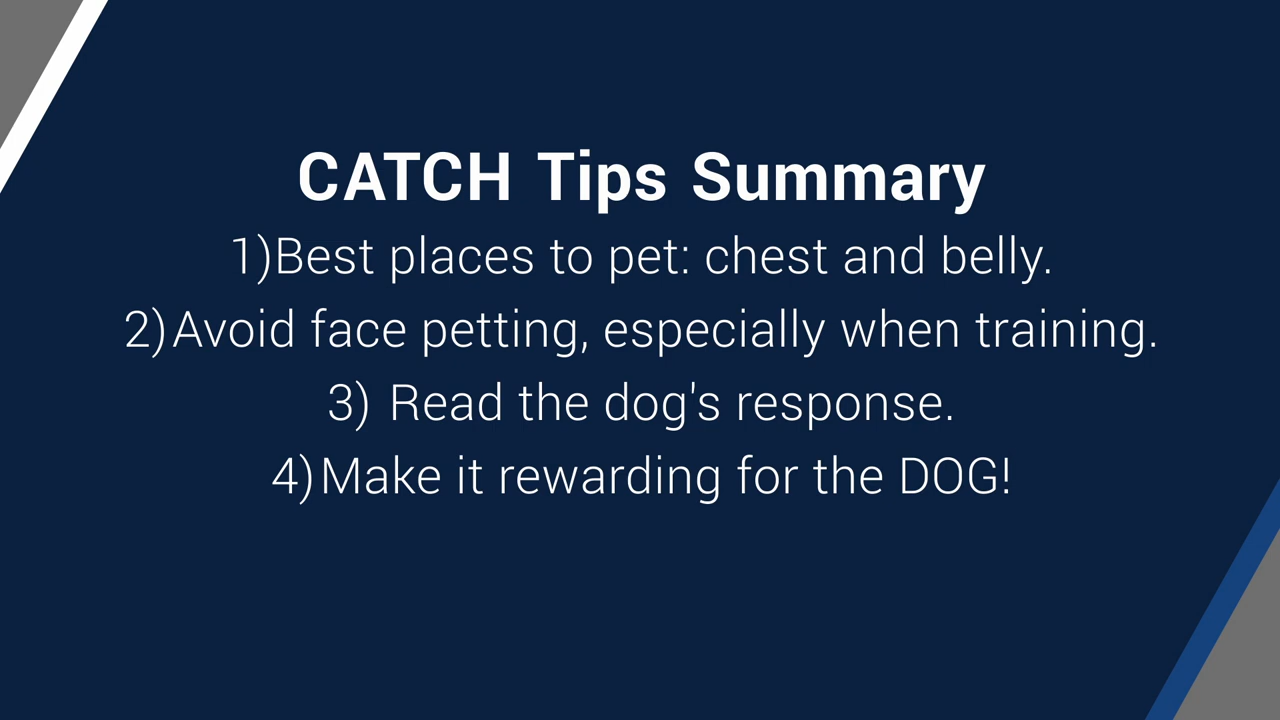 CATCH Tips Summary
1)Best places to pet: chest and belly.
2)Avoid face petting, especially when training.
3) Read the dog's response.
4)Make it rewarding for the DOG!